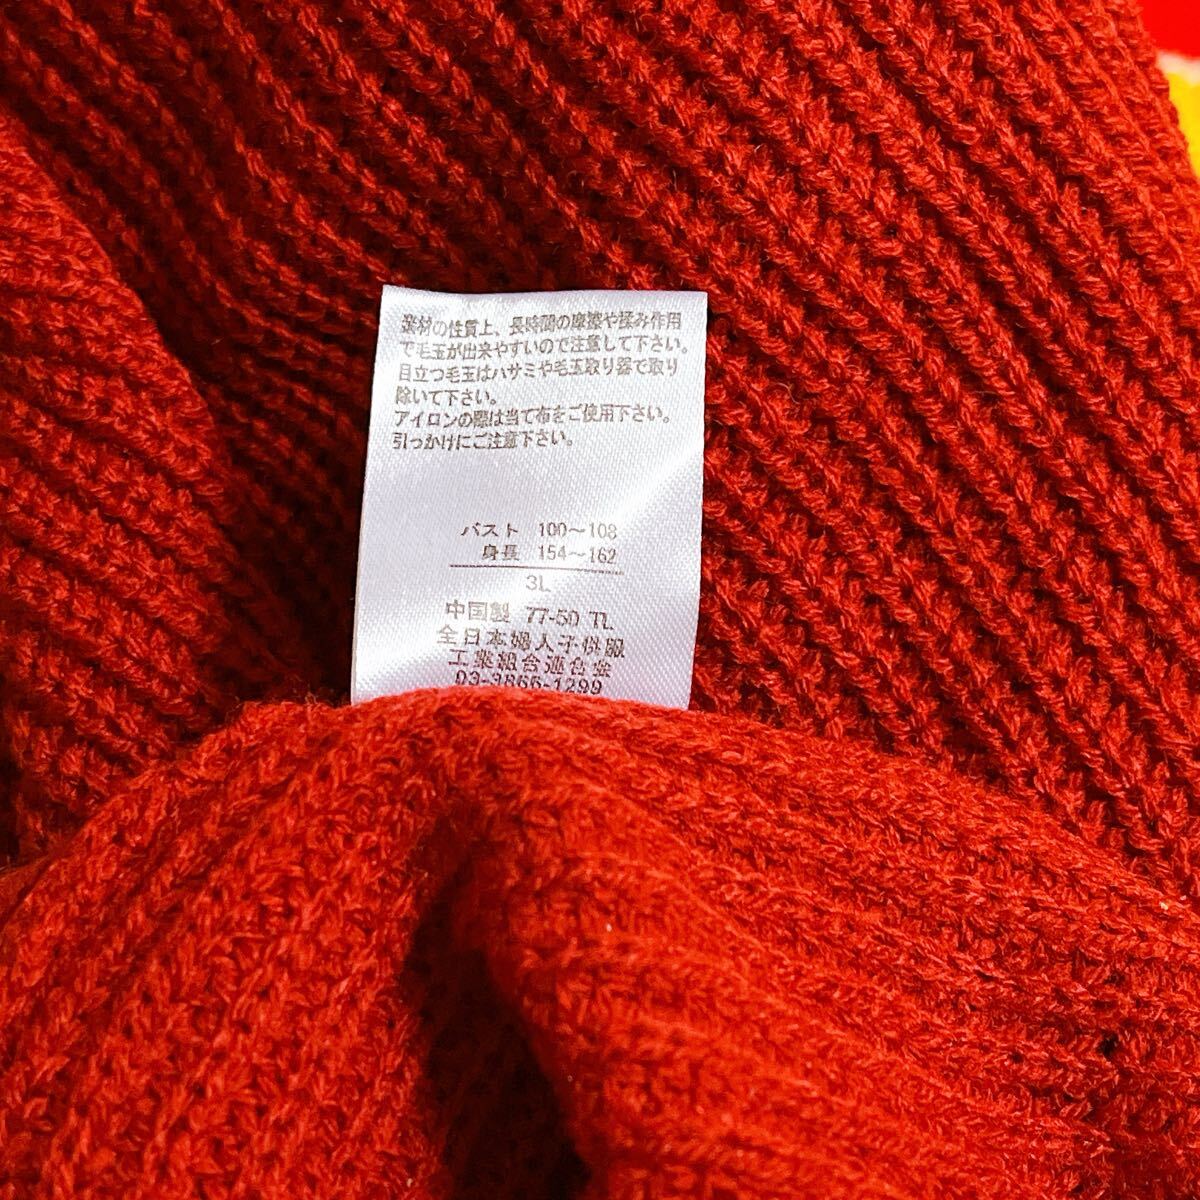 素材の性質上、長時間の摩擦や揉み作用
で毛玉が出来やすいので注意して下さい。
目立つ毛玉はハサミや毛玉取り器で取り
除いて下さい。
アイロンの際は当て布をご使用下さい。
引っかけにご注意下さい。
バスト 100〜108
身長 154〜162
3L
中国製 77-50 TL
全日本婦人子供服
工業組合連合会
03-3866-1299